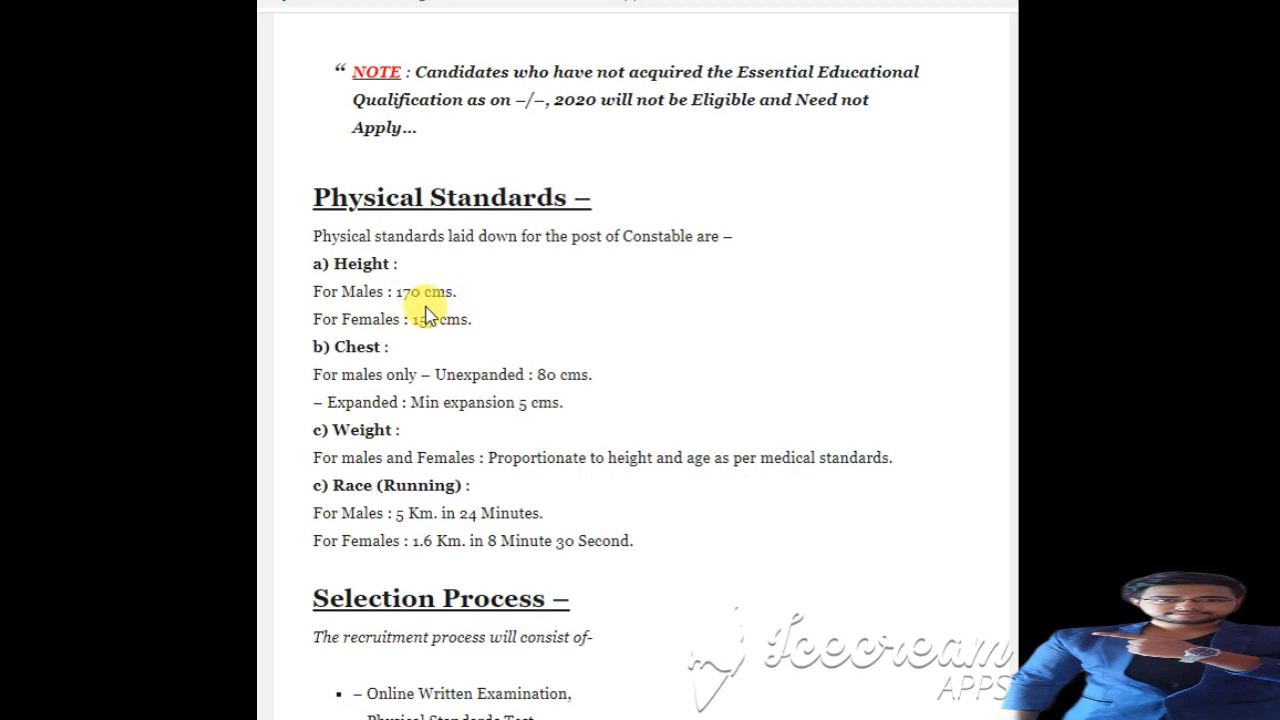 “ NOTE : Candidates who have not acquired the Essential Educational
Qualification as on –/–, 2020 will not be Eligible and Need not
Apply…
Physical Standards –
Physical standards laid down for the post of Constable are –
a) Height :
For Males : 170 cms.
For Females : cms.
b) Chest :
For males only – Unexpanded : 80 cms.
– Expanded : Min expansion 5 cms.
c) Weight :
For males and Females : Proportionate to height and age as per medical standards.
c) Race (Running) :
For Males : 5 Km. in 24 Minutes.
For Females : 1.6 Km. in 8 Minute 30 Second.
Selection Process –
The recruitment process will consist of-
▪ – Online Written Examination,
Physical Standards Test
Icecream
APPS